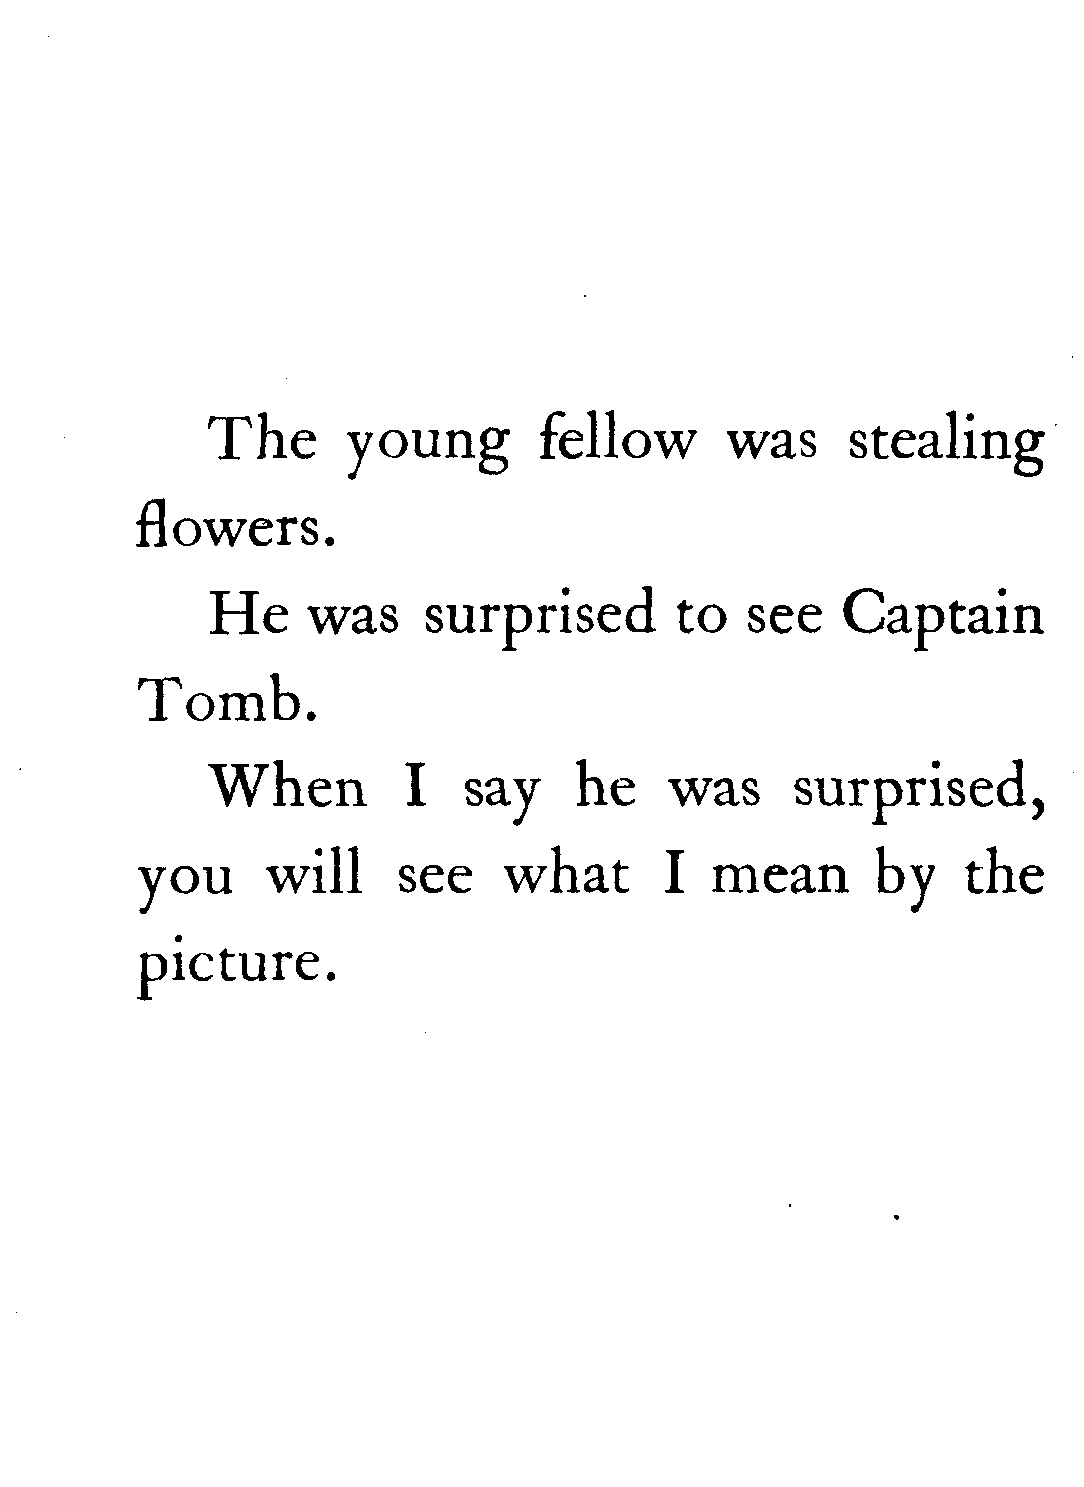 The young fellow was stealing
flowers.
He was surprised to see Captain
Tomb.
When I say he was surprised,
you will see what I mean by the
picture.